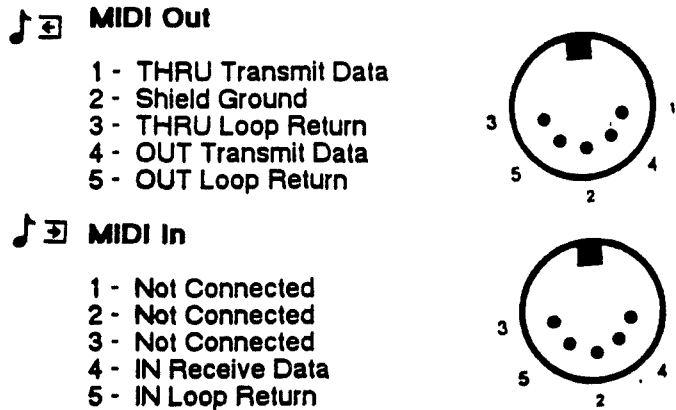 MIDI Out
1 - THRU Transmit Data
2 - Shield Ground
3 - THRU Loop Return
4 - OUT Transmit Data
5 - OUT Loop Return
3
1
5
4
2
MIDI In
1 - Not Connected
2 - Not Connected
3 - Not Connected
4 - IN Receive Data
5 - IN Loop Return
3
5
4
2